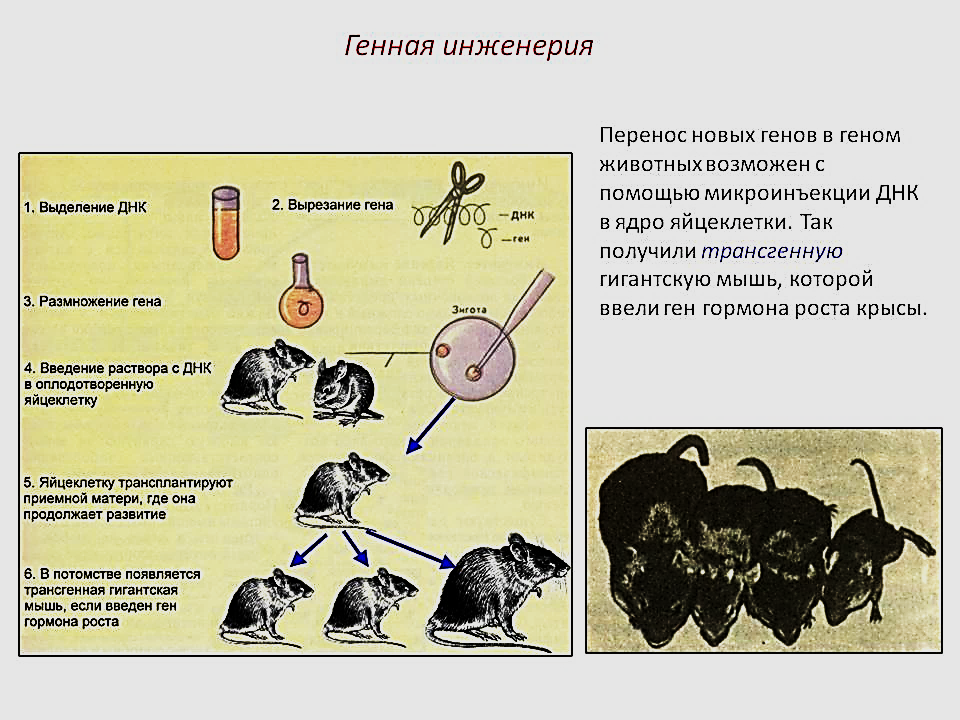 Генная инженерия
Перенос новых генов в геном
животных возможен с
помощью микроинъекции ДНК
в ядро яйцеклетки. Так
получили трансгенную
гигантскую мышь, которой
ввели ген гормона роста крысы.
1. Выделение ДНК
2. Вырезание гена
ДНК
ген
3. Размножение гена
Зигота
4. Введение раствора с ДНК
в оплодотворенную
яйцеклетку
5. Яйцеклетку трансплантируют
приемной матери, где она
продолжает развитие
6. В потомстве появляется
трансгенная гигантская
мышь, если введен ген
гормона роста